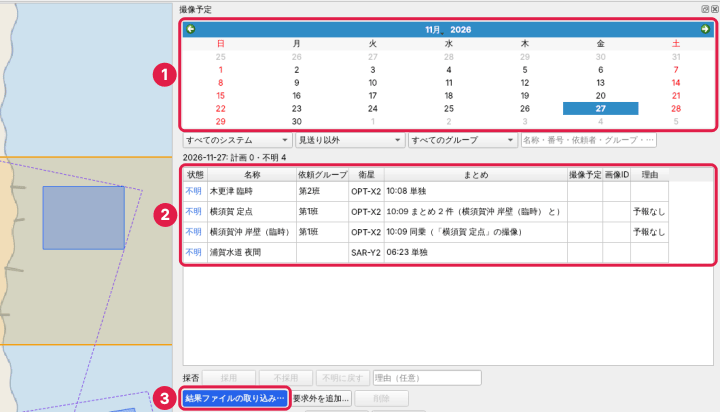 撮像予定
11月, 2026
日 月 火 水 木 金 土
25 26 27 28 29 30 31
1 2 3 4 5 6 7
8 9 10 11 12 13 14
15 16 17 18 19 20 21
22 23 24 25 26 27 28
29 30 1 2 3 4 5
1
すべてのシステム 見送り以外 すべてのグループ 名称・番号・依頼者・グループ・…
2026-11-27: 計画 0・不明 4
状態 名称 依頼グループ 衛星 まとめ 撮像予定 画像ID 理由
不明 木更津 臨時 第2班 OPT-X2 10:08 単独
不明 横須賀 定点 第1班 OPT-X2 10:09 まとめ 2 件（横須賀沖 岸壁（臨時） と） 予報なし
2
不明 横須賀沖 岸壁（臨時） 第1班 OPT-X2 10:09 同乗（「横須賀 定点」の撮像） 予報なし
不明 浦賀水道 夜間 SAR-Y2 06:23 単独
採否 採用 不採用 不明に戻す 理由（任意）
3
結果ファイルの取り込み… 要求外を追加... 削除